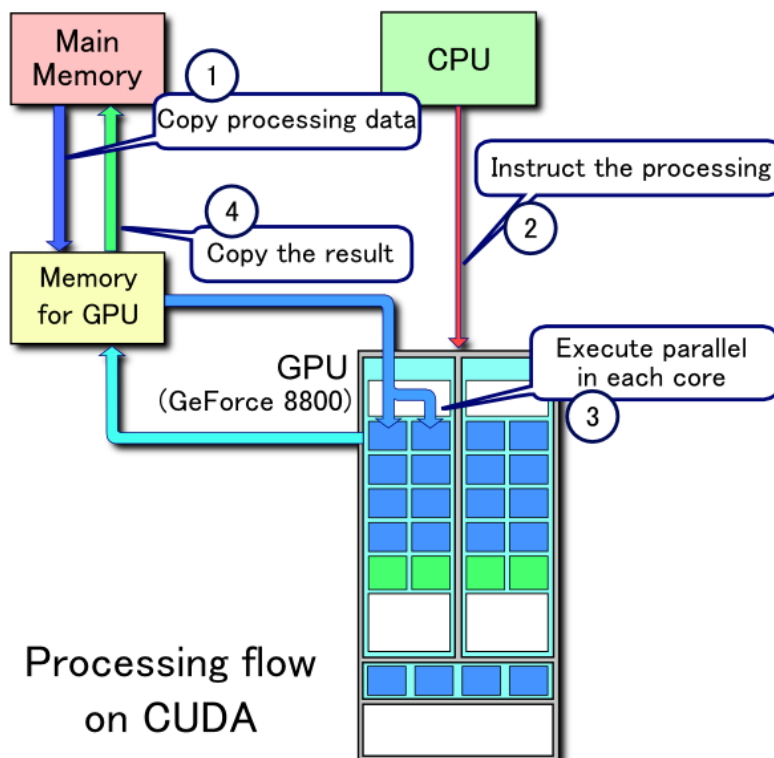 Main
Memory
CPU
1
Copy processing data
Instruct the processing
2
4
Copy the result
Memory
for GPU
GPU
(GeForce 8800)
Execute parallel
in each core
3
Processing flow
on CUDA